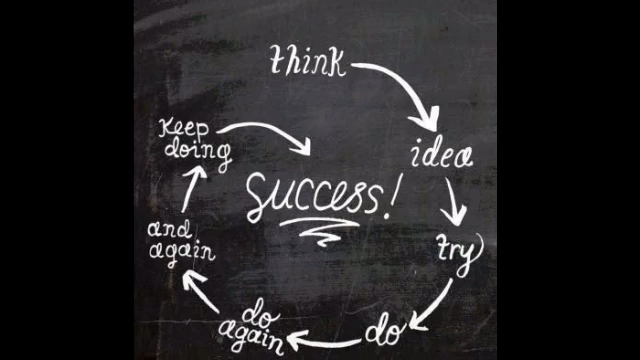 think
idea
try
do
do
again
and
again
Keep
doing
success!